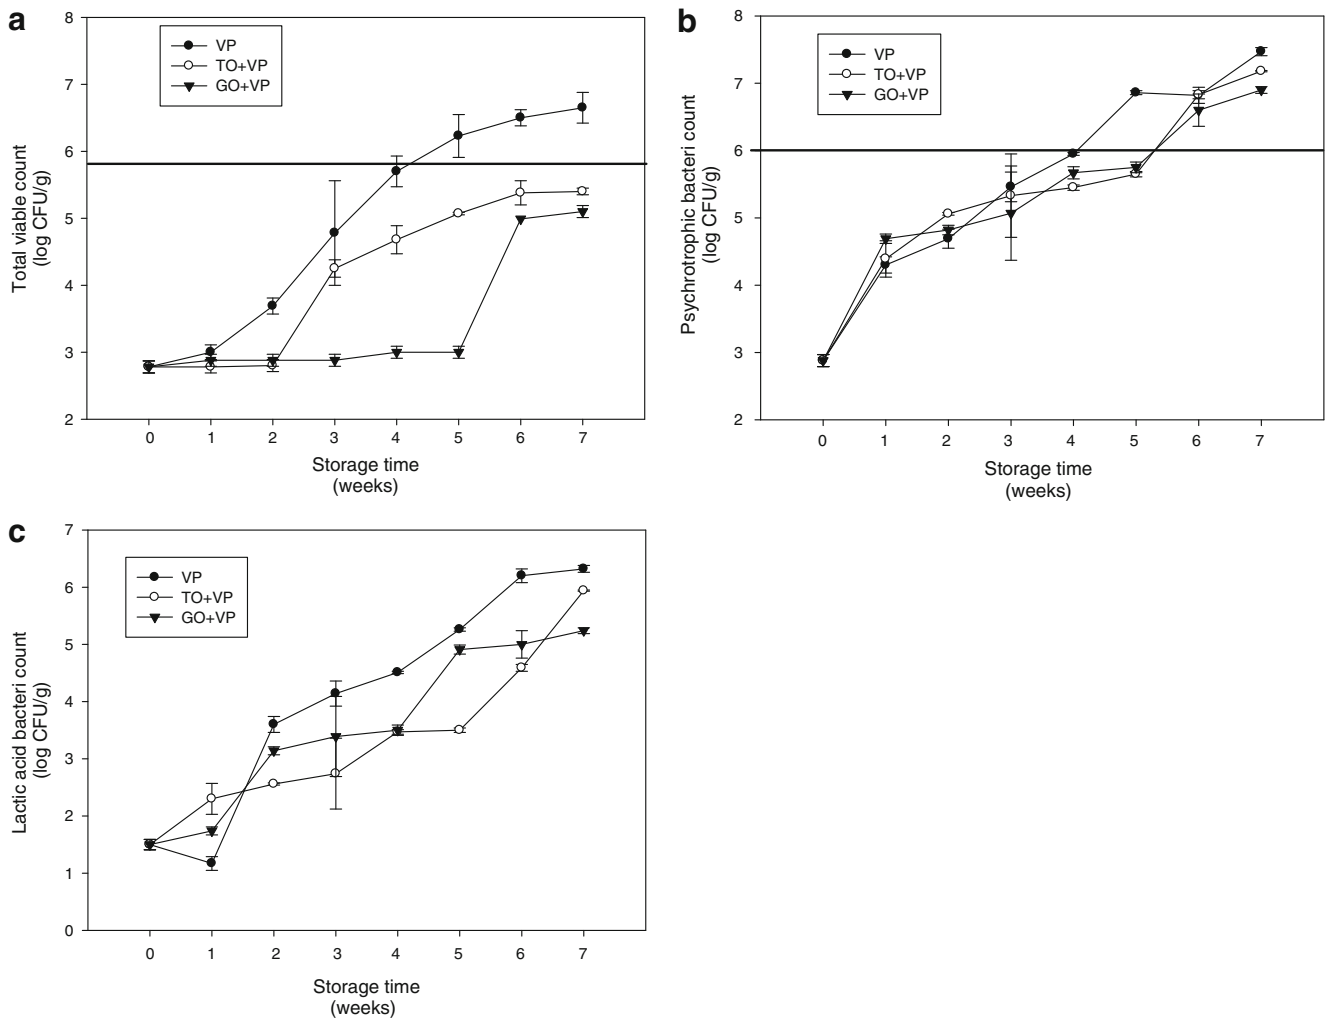 a
8
7
6
5
4
3
2
Total viable count
(log CFU/g)
VP
TO+VP
GO+VP
0 1 2 3 4 5 6 7
Storage time
(weeks)
b
8
7
6
5
4
3
2
Psychrotrophic bacteri count
(log CFU/g)
VP
TO+VP
GO+VP
0 1 2 3 4 5 6 7
Storage time
(weeks)
c
7
6
5
4
3
2
1
0
Lactic acid bacteri count
(log CFU/g)
VP
TO+VP
GO+VP
0 1 2 3 4 5 6 7
Storage time
(weeks)